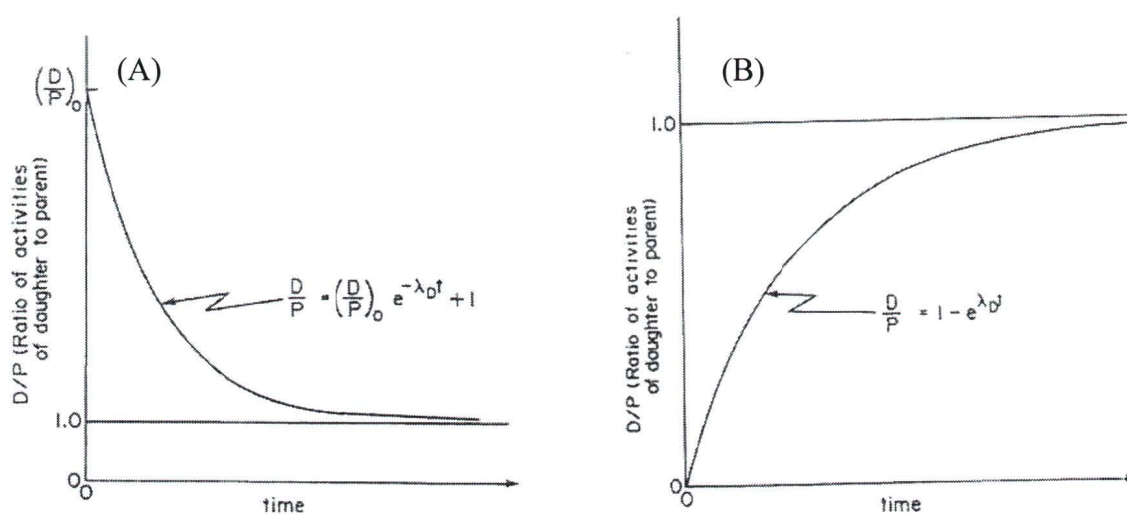 (A)
(D/P)₀
D/P (Ratio of activities
of daughter to parent)
D/P = (D/P)₀ e^{-λ_D t} + 1
1.0
0
0
time
(B)
1.0
D/P (Ratio of activities
of daughter to parent)
D/P = 1 - e^{λ_D t}
0
0
time